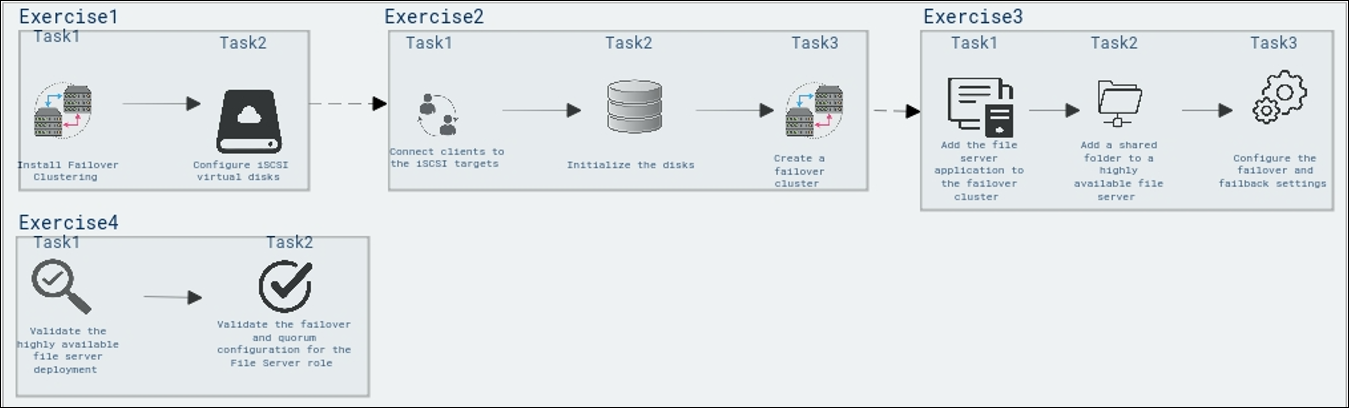 Exercise1
Task1
Install Failover
Clustering
Task2
Configure iSCSI
virtual disks
Exercise2
Task1
Connect clients to
the iSCSI targets
Task2
Initialize the disks
Task3
Create a
failover
cluster
Exercise3
Task1
Add the file
server
application to
the failover
cluster
Task2
Add a shared
folder to a
highly
available file
server
Task3
Configure the
failover and
failback settings
Exercise4
Task1
Validate the
highly available
file server
deployment
Task2
Validate the failover
and quorum
configuration for the
File Server role